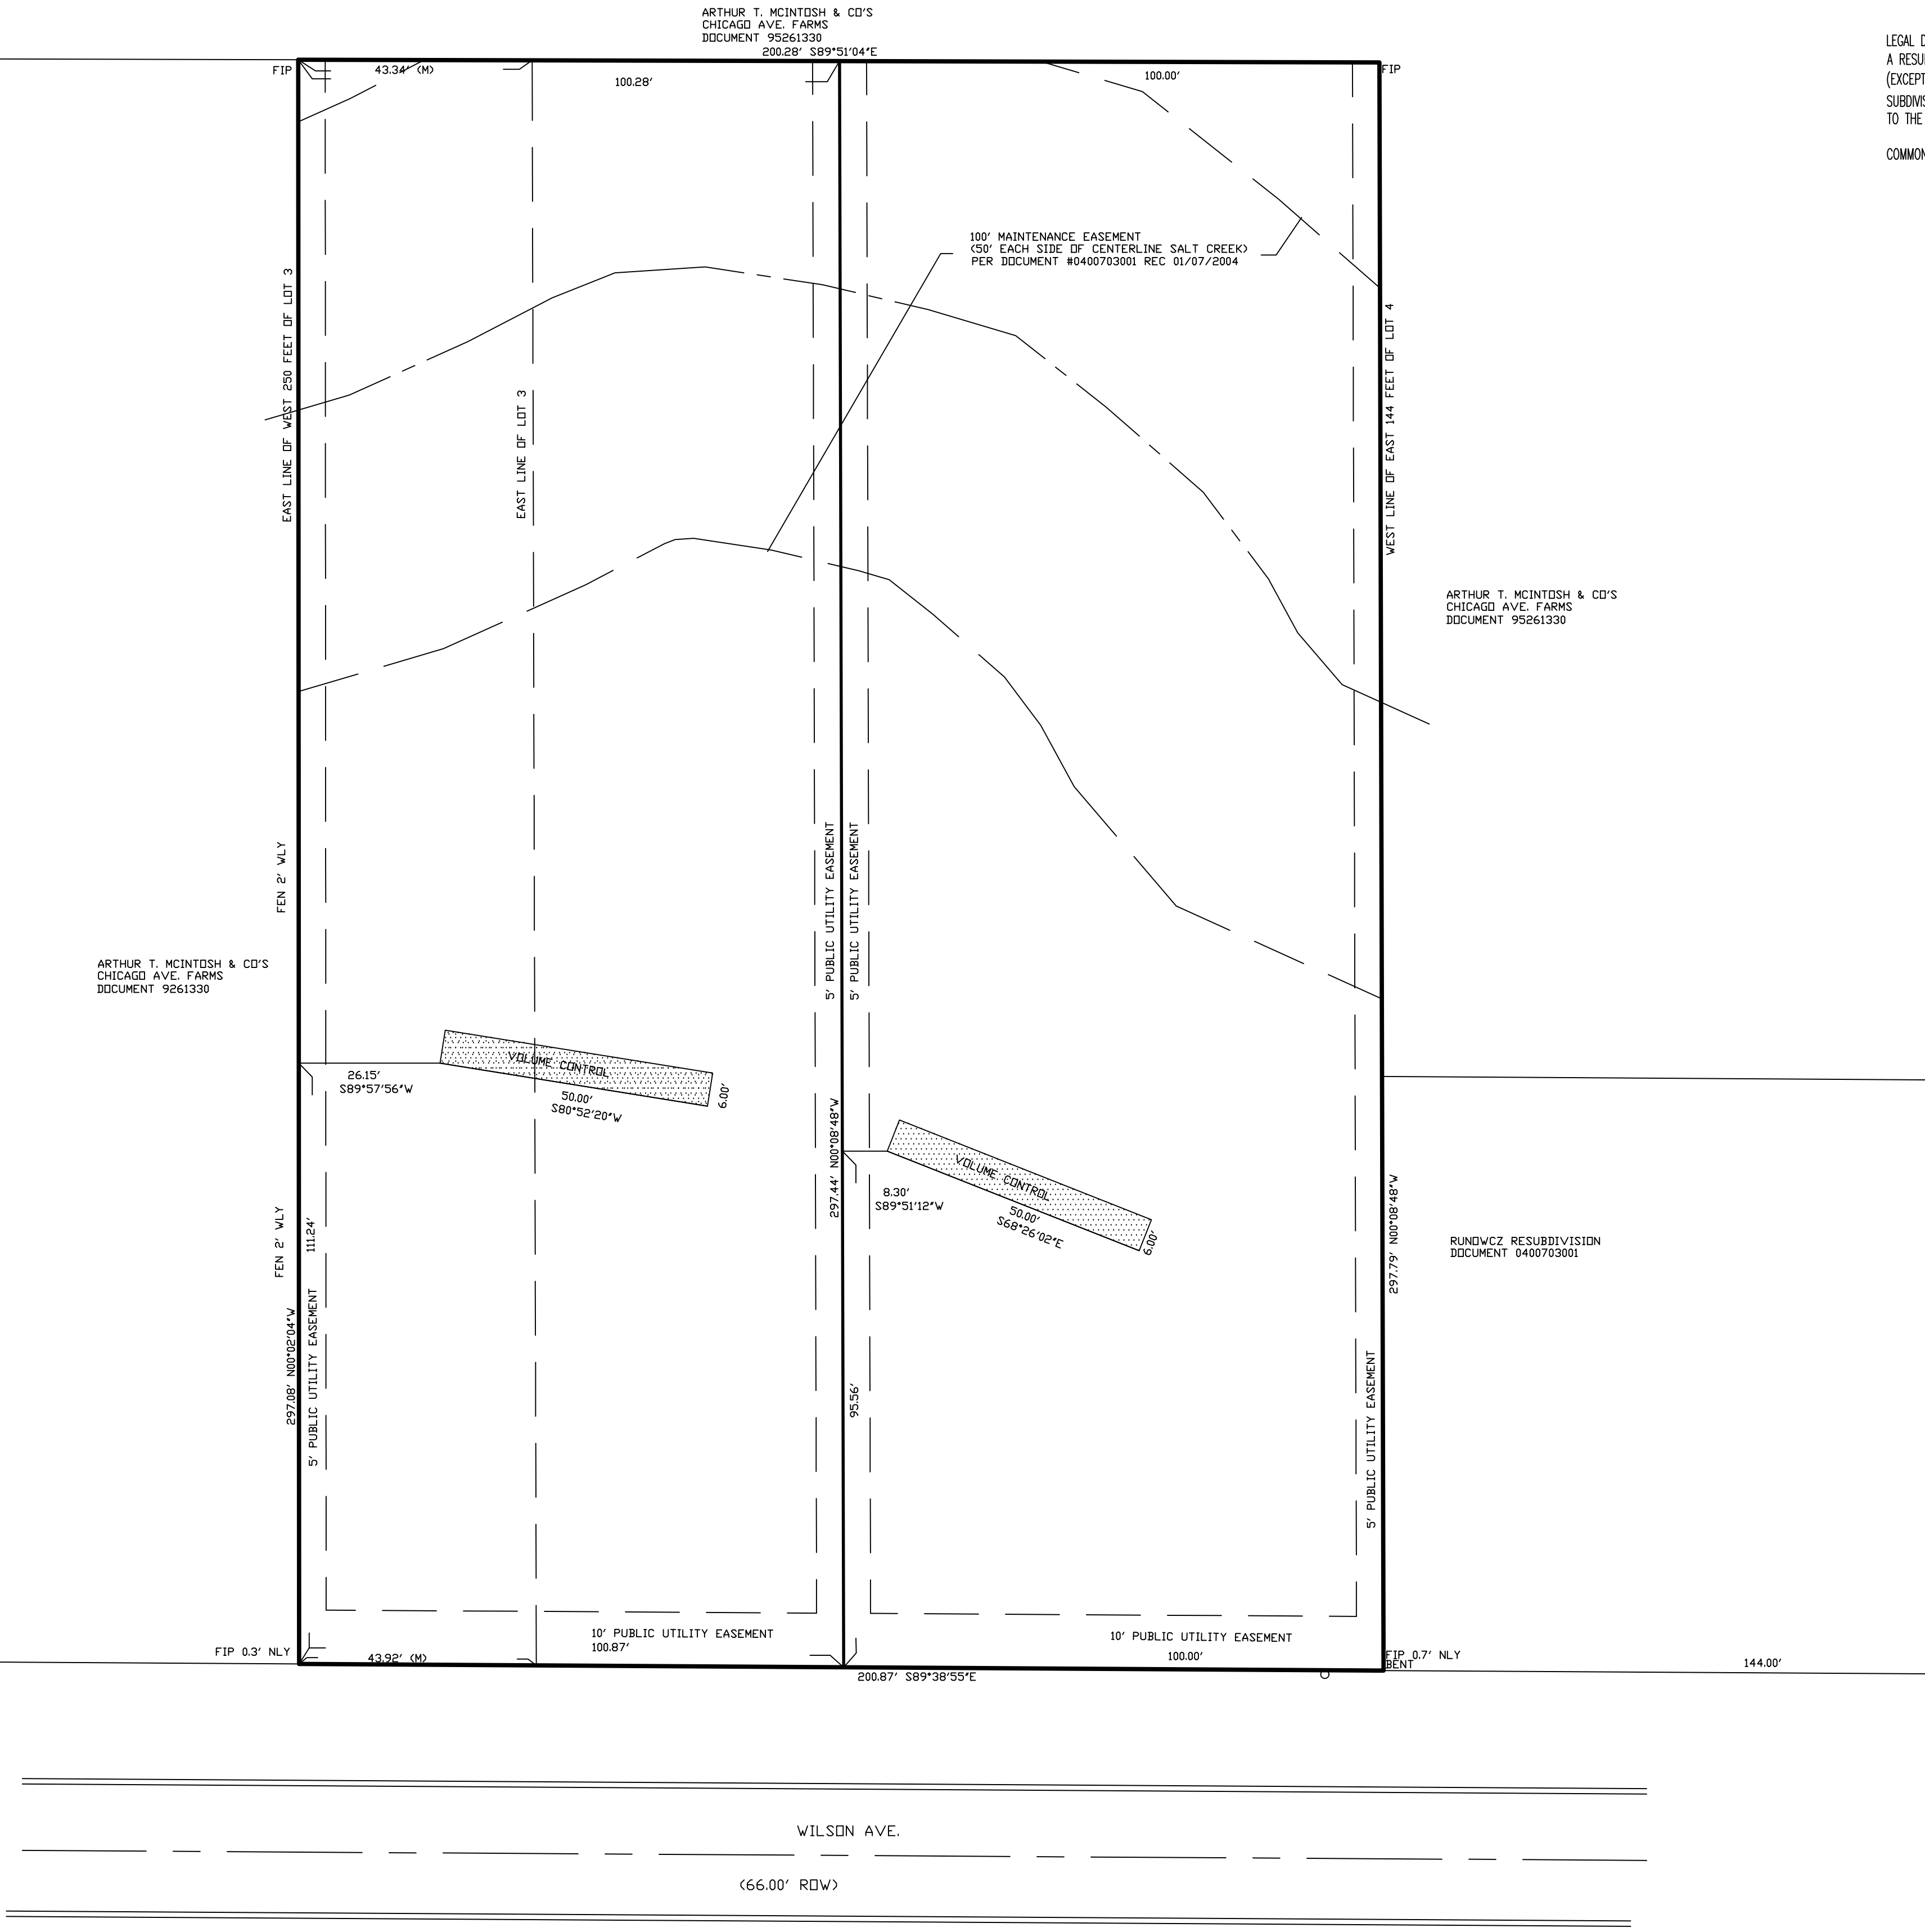 ARTHUR T. MCINTOSH & CO'S
CHICAGO AVE. FARMS
DOCUMENT 95261330
200.28' S89°51'04"E
LEGAL D
A RESU
(EXCEPT
SUBDIVIS
TO THE
COMMON
FIP
43.34' (M)
100.28'
100.00'
FIP
100' MAINTENANCE EASEMENT
(50' EACH SIDE OF CENTERLINE SALT CREEK)
PER DOCUMENT #0400703001 REC 01/07/2004
EAST LINE OF WEST 250 FEET OF LOT 3
EAST LINE OF LOT 3
WEST LINE OF EAST 144 FEET OF LOT 4
ARTHUR T. MCINTOSH & CO'S
CHICAGO AVE. FARMS
DOCUMENT 95261330
FEN 2' WLY
5' PUBLIC UTILITY EASEMENT
5' PUBLIC UTILITY EASEMENT
ARTHUR T. MCINTOSH & CO'S
CHICAGO AVE. FARMS
DOCUMENT 9261330
VOLUME CONTROL
26.15'
S89°57'56"W
50.00'
S80°52'20"W
6.00'
297.44' N00°08'48"W
VOLUME CONTROL
8.30'
S89°51'12"W
50.00'
S68°26'02"E
6.00'
FEN 2' WLY
111.24'
297.79' N00°08'48"W
RUNOWCZ RESUBDIVISION
DOCUMENT 0400703001
297.08' N00°02'04"W
5' PUBLIC UTILITY EASEMENT
95.56'
5' PUBLIC UTILITY EASEMENT
10' PUBLIC UTILITY EASEMENT
100.87'
10' PUBLIC UTILITY EASEMENT
FIP 0.3' NLY
43.92' (M)
100.00'
FIP 0.7' NLY
BENT
144.00'
200.87' S89°38'55"E
WILSON AVE.
(66.00' ROW)